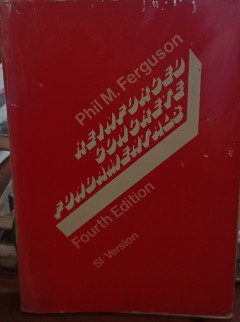 Phil M. Ferguson
REINFORCED
CONCRETE
FUNDAMENTALS
Fourth Edition
SI Version